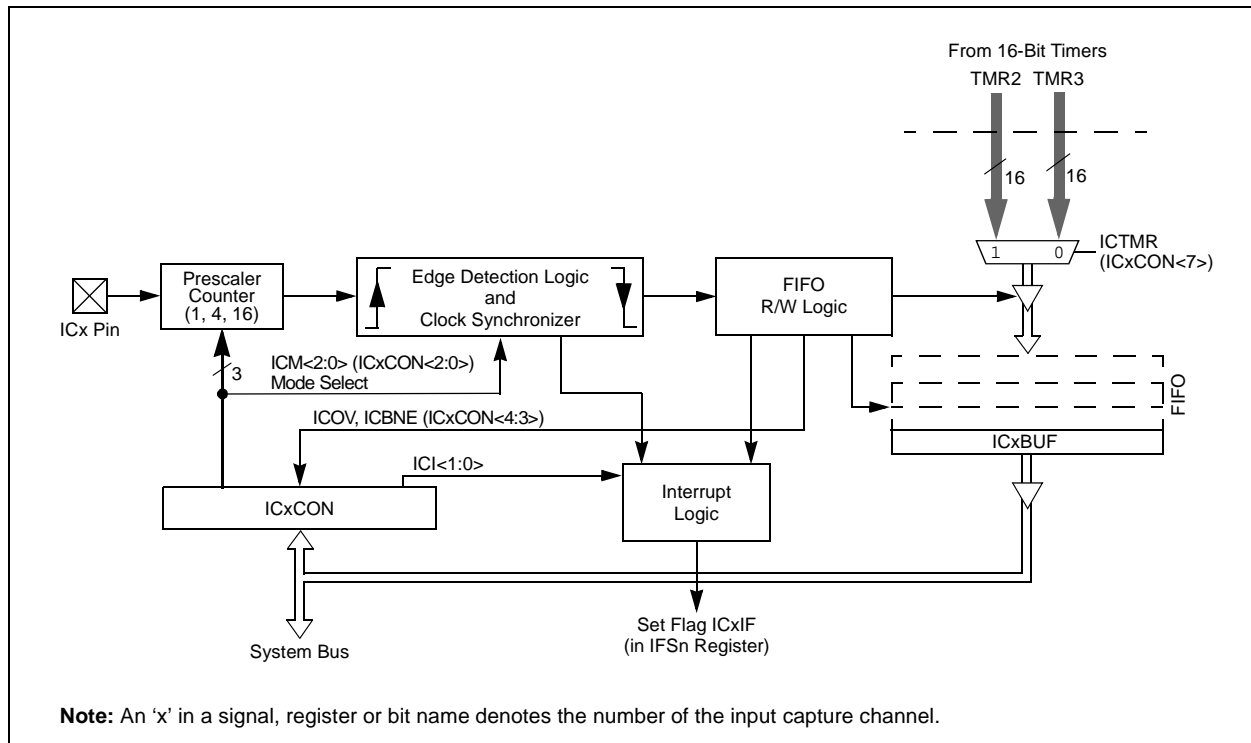 From 16-Bit Timers
TMR2 TMR3
16 16
1 0
ICTMR
(ICxCON<7>)
Prescaler
Counter
(1, 4, 16)
Edge Detection Logic
and
Clock Synchronizer
FIFO
R/W Logic
ICx Pin
3
ICM<2:0> (ICxCON<2:0>)
Mode Select
FIFO
ICOV, ICBNE (ICxCON<4:3>)
ICxBUF
ICI<1:0>
ICxCON
Interrupt
Logic
System Bus
Set Flag ICxIF
(in IFSn Register)
Note: An ‘x’ in a signal, register or bit name denotes the number of the input capture channel.